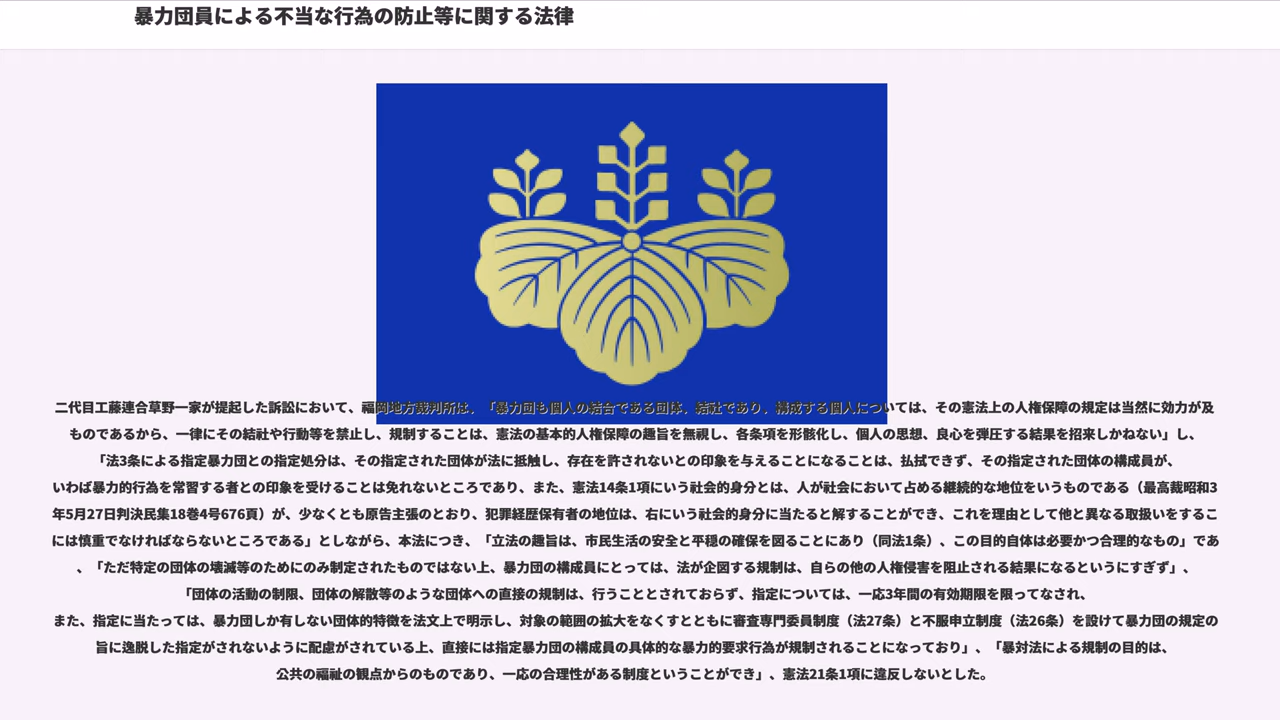 暴力団員による不当な行為の防止等に関する法律
二代目工藤連合草野一家が提起した訴訟において、福岡地方裁判所は、「暴力団も個人の結合である団体、結社であり、構成する個人については、その憲法上の人権保障の規定は当然に効力が及
ものであるから、一律にその結社や行動等を禁止し、規制することは、憲法の基本的人権保障の趣旨を無視し、各条項を形骸化し、個人の思想、良心を弾圧する結果を招来しかねない」し、
「法3条による指定暴力団との指定処分は、その指定された団体が法に抵触し、存在を許されないとの印象を与えることになることは、払拭できず、その指定された団体の構成員が、
いわば暴力的行為を常習する者との印象を受けることは免れないところであり、また、憲法14条1項にいう社会的身分とは、人が社会において占める継続的な地位をいうものである（最高裁昭和3
年5月27日判決民集18巻4号676頁）が、少なくとも原告主張のとおり、犯罪経歴保有者の地位は、右にいう社会的身分に当たると解することができ、これを理由として他と異なる取扱いをするこ
には慎重でなければならないところである」としながら、本法につき、「立法の趣旨は、市民生活の安全と平穏の確保を図ることにあり（同法1条）、この目的自体は必要かつ合理的なもの」であ
、「ただ特定の団体の壊滅等のためにのみ制定されたものではない上、暴力団の構成員にとっては、法が企図する規制は、自らの他の人権侵害を阻止される結果になるというにすぎず」、
「団体の活動の制限、団体の解散等のような団体への直接の規制は、行うこととされておらず、指定については、一応3年間の有効期限を限ってなされ、
また、指定に当たっては、暴力団しか有しない団体的特徴を法文上で明示し、対象の範囲の拡大をなくすとともに審査専門委員制度（法27条）と不服申立制度（法26条）を設けて暴力団の規定の
旨に逸脱した指定がされないように配慮がされている上、直接には指定暴力団の構成員の具体的な暴力的要求行為が規制されることになっており」、「暴対法による規制の目的は、
公共の福祉の観点からのものであり、一応の合理性がある制度ということができ」、憲法21条1項に違反しないとした。